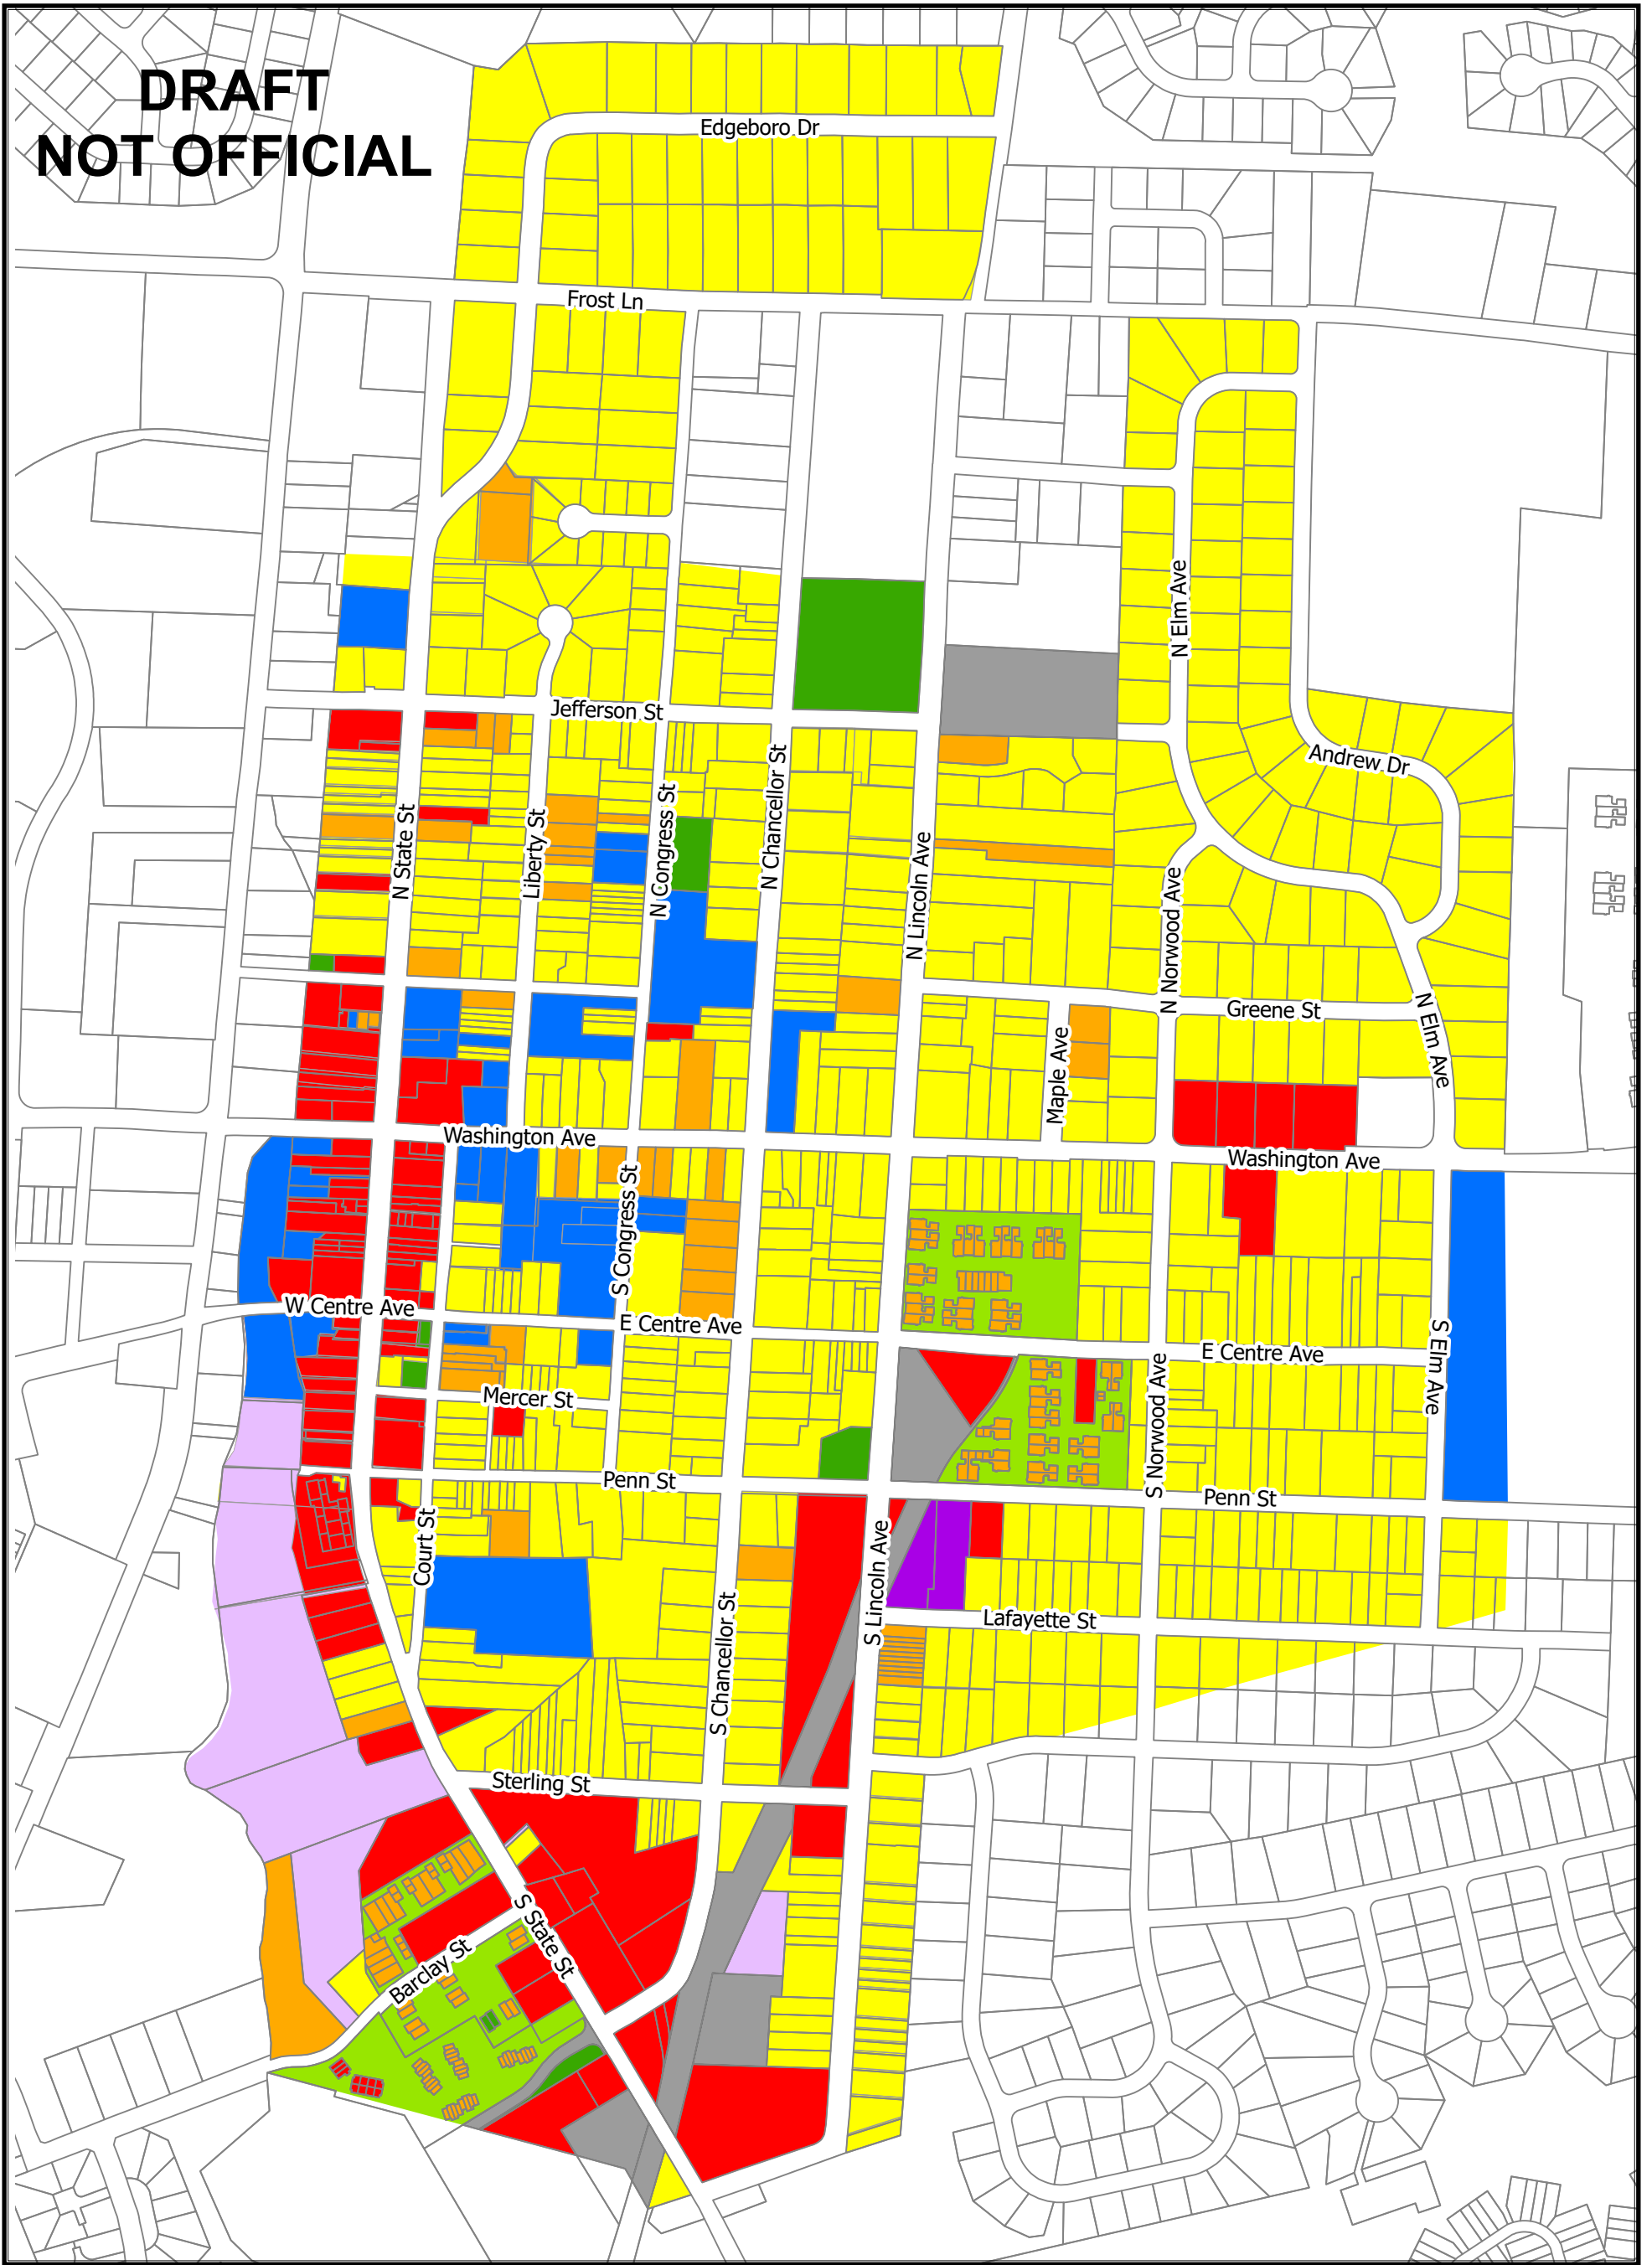 DRAFT
NOT OFFICIAL
Edgeboro Dr
Frost Ln
N Elm Ave
Jefferson St
Andrew Dr
N State St
Liberty St
N Congress St
N Chancellor St
N Lincoln Ave
N Norwood Ave
Greene St
N Elm Ave
Maple Ave
Washington Ave
Washington Ave
S Congress St
W Centre Ave
E Centre Ave
E Centre Ave
S Elm Ave
Mercer St
S Norwood Ave
Penn St
Penn St
Court St
S Lincoln Ave
Lafayette St
S Chancellor St
Sterling St
S State St
Barclay St